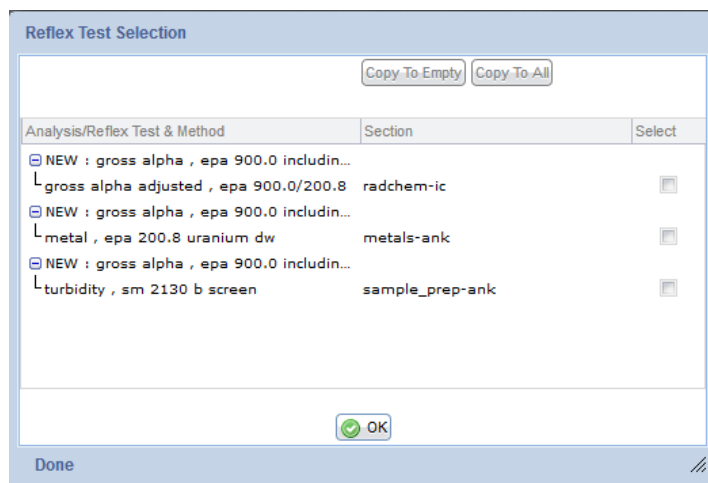 Reflex Test Selection
Copy To Empty Copy To All
Analysis/Reflex Test & Method Section Select
NEW : gross alpha , epa 900.0 includin...
gross alpha adjusted , epa 900.0/200.8 radchem-ic
NEW : gross alpha , epa 900.0 includin...
metal , epa 200.8 uranium dw metals-ank
NEW : gross alpha , epa 900.0 includin...
turbidity , sm 2130 b screen sample_prep-ank
OK
Done